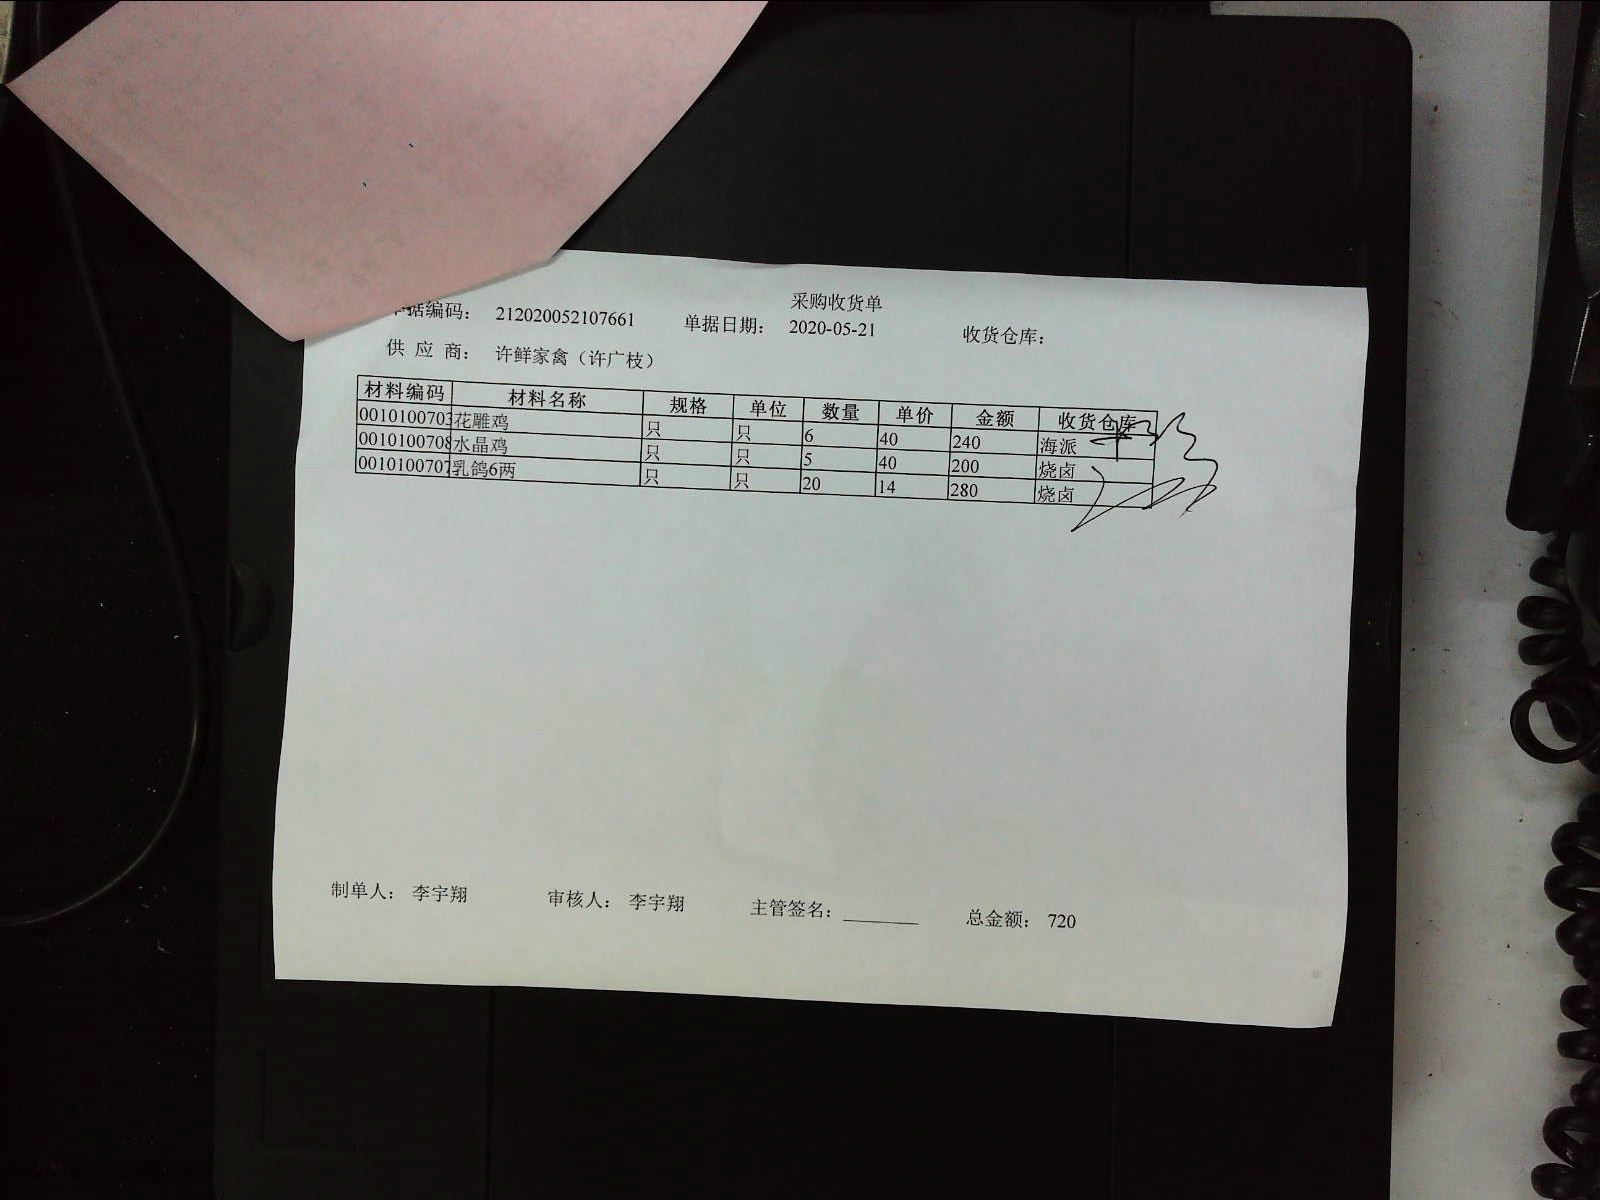 采购收货单
据编码： 212020052107661 单据日期： 2020-05-21 收货仓库：
供 应 商： 许鲜家禽（许广枝）
材料编码 材料名称 规格 单位 数量 单价 金额 收货仓库
0010100703 花雕鸡 只 只 6 40 240 海派
0010100708 水晶鸡 只 只 5 40 200 烧卤
0010100707 乳鸽6两 只 只 20 14 280 烧卤
制单人： 李宇翔 审核人： 李宇翔 主管签名： 总金额： 720